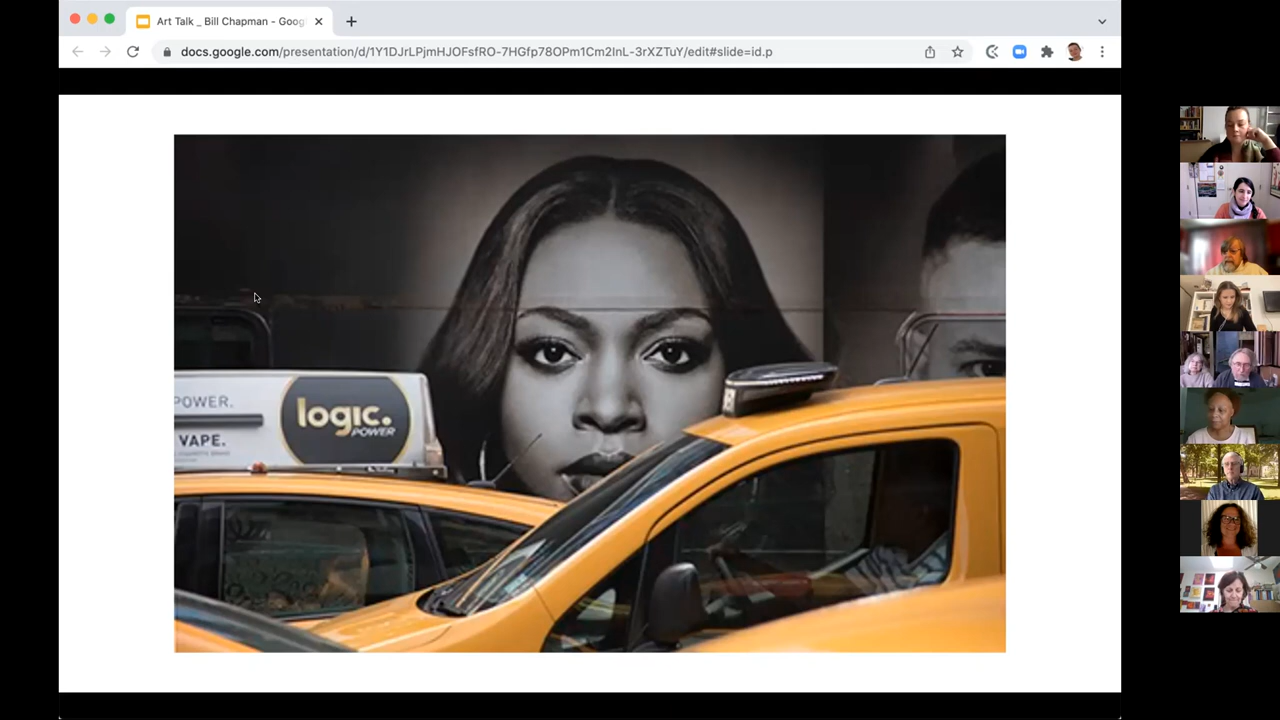 Art Talk _ Bill Chapman - Goog
docs.google.com/presentation/d/1Y1DJrLPjmHJOFsfRO-7HGfp78OPm1Cm2InL-3rXZTuY/edit#slide=id.p
POWER.
VAPE.
logic.
POWER